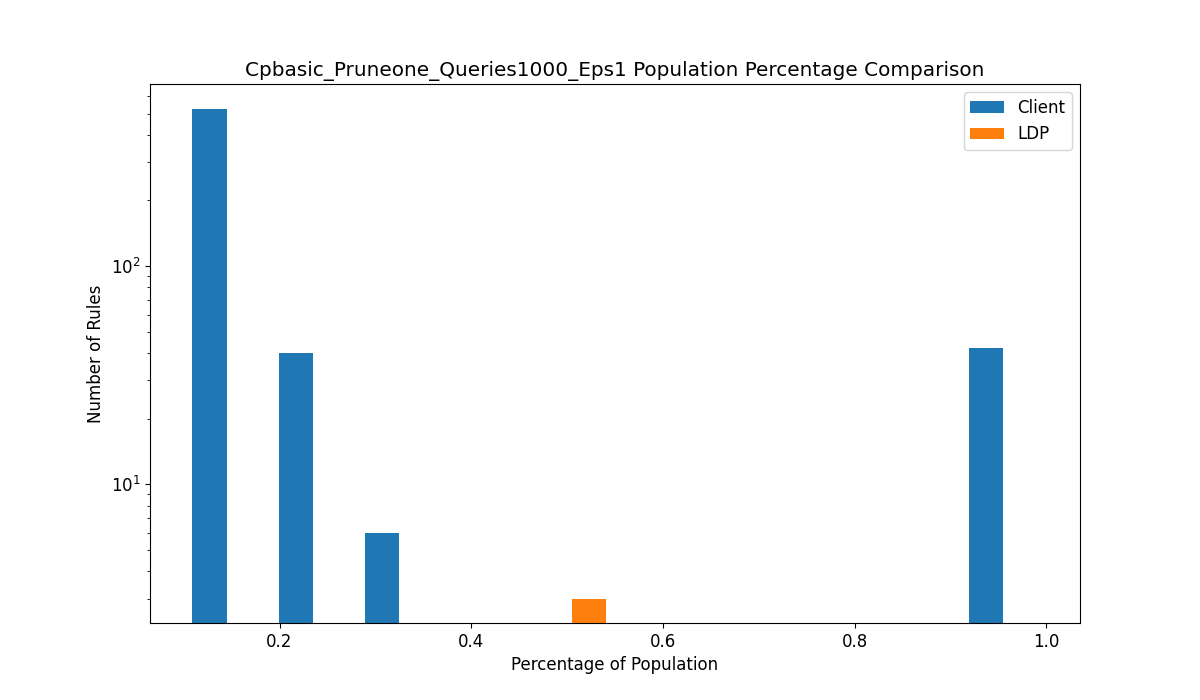 Cpbasic_Pruneone_Queries1000_Eps1 Population Percentage Comparison
Client
LDP
10²
10¹
Number of Rules
0.2 0.4 0.6 0.8 1.0
Percentage of Population